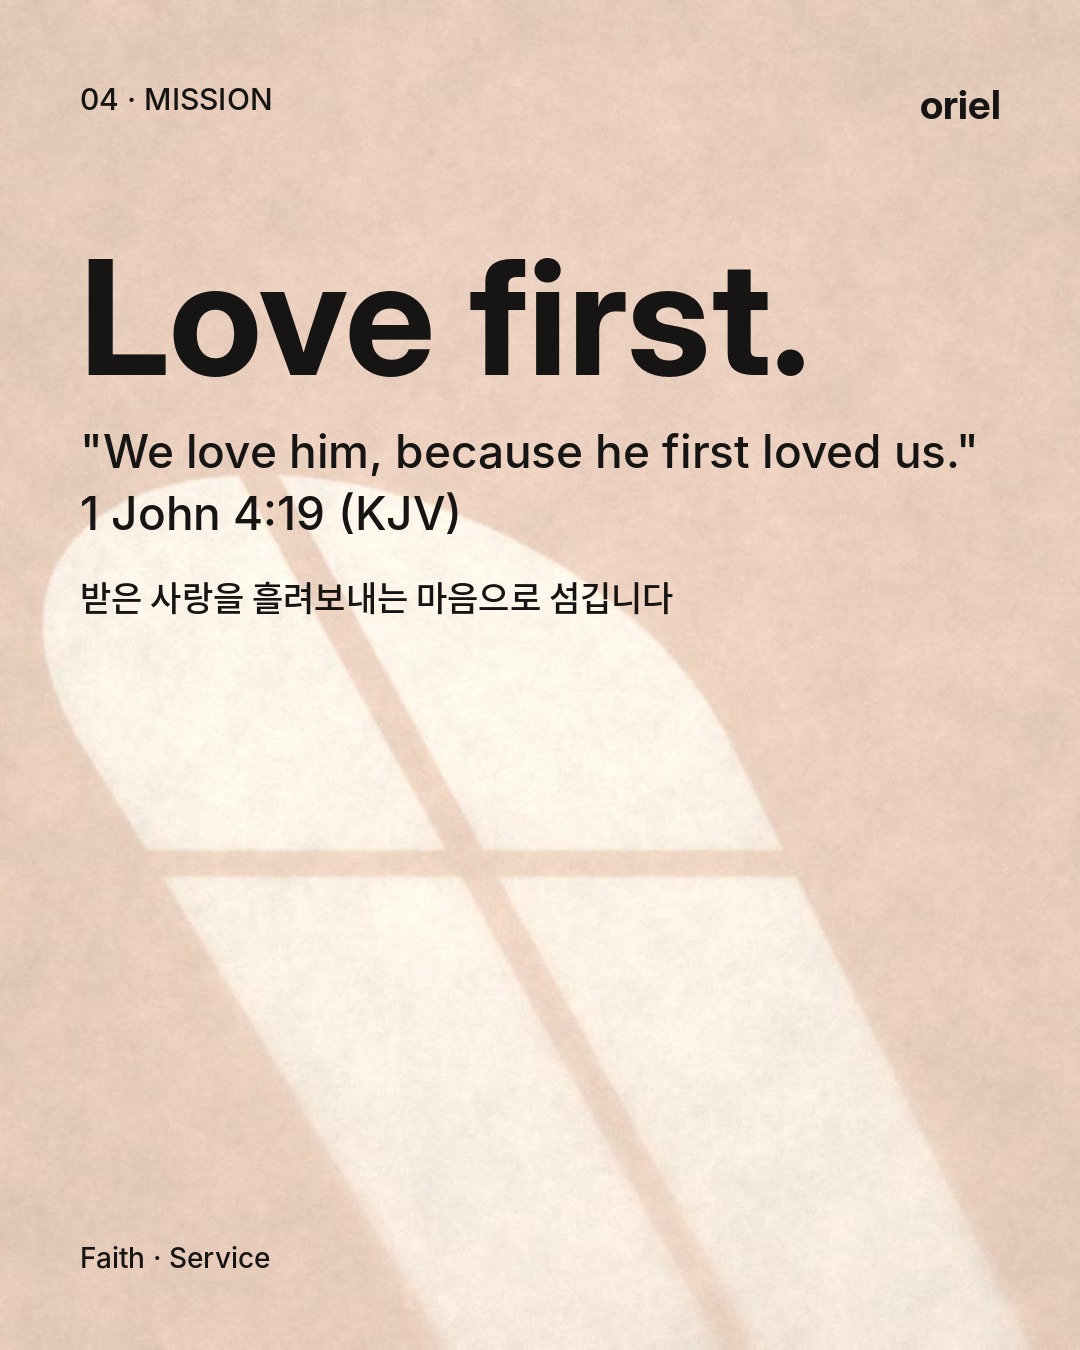 04 · MISSION
oriel
Love first.
"We love him, because he first loved us."
1 John 4:19 (KJV)
받은 사랑을 흘려보내는 마음으로 섬깁니다
Faith · Service